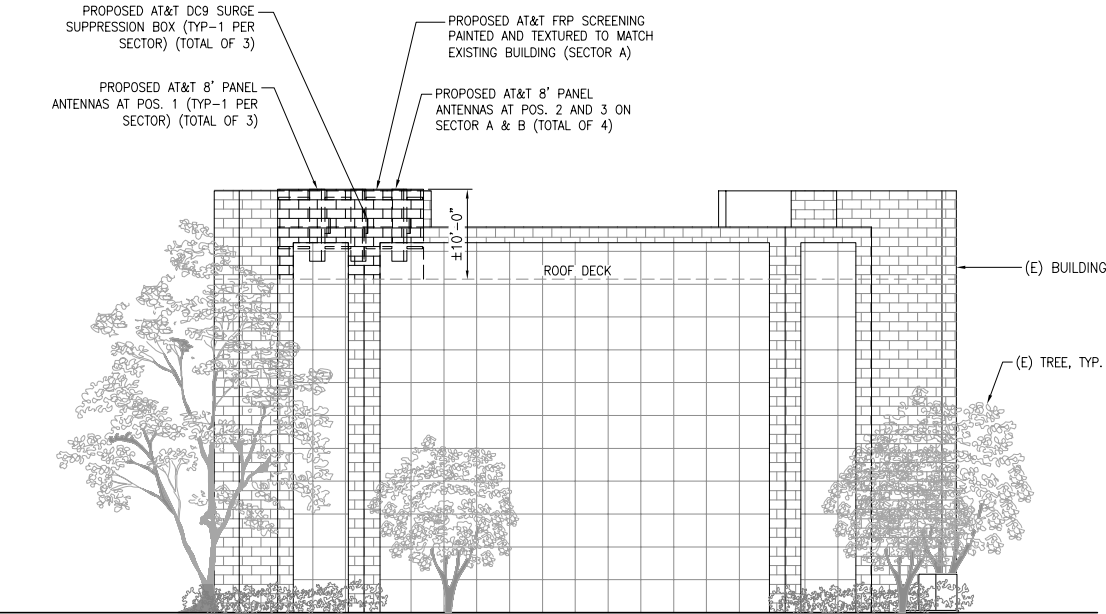 PROPOSED AT&T DC9 SURGE
SUPPRESSION BOX (TYP-1 PER
SECTOR) (TOTAL OF 3)
PROPOSED AT&T FRP SCREENING
PAINTED AND TEXTURED TO MATCH
EXISTING BUILDING (SECTOR A)
PROPOSED AT&T 8' PANEL
ANTENNAS AT POS. 1 (TYP-1 PER
SECTOR) (TOTAL OF 3)
PROPOSED AT&T 8' PANEL
ANTENNAS AT POS. 2 AND 3 ON
SECTOR A & B (TOTAL OF 4)
±10'-0"
ROOF DECK
(E) BUILDING
(E) TREE, TYP.